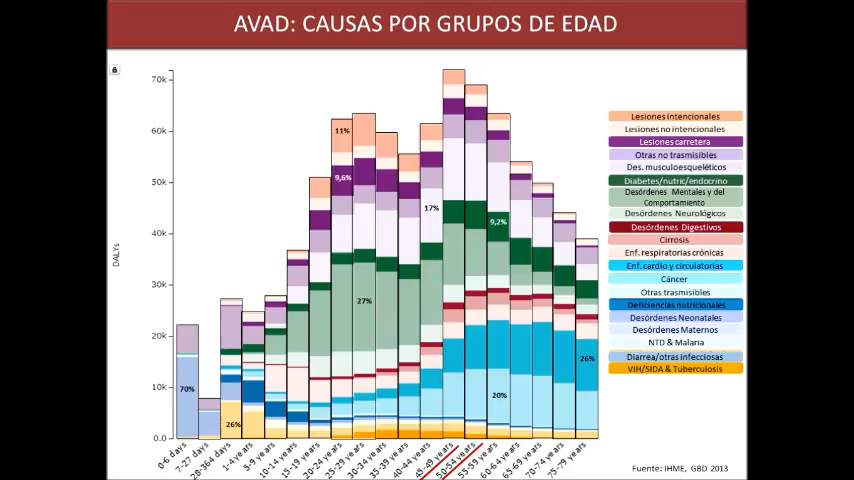 AVAD: CAUSAS POR GRUPOS DE EDAD
70k
60k
50k
40k
30k
20k
10k
0.0
DALYs
11%
9,6%
17%
9,2%
27%
70%
26%
20%
26%
0-6 days
7-27 days
28-364 days
1-4 years
5-9 years
10-14 years
15-19 years
20-24 years
25-29 years
30-34 years
35-39 years
40-44 years
45-49 years
50-54 years
55-59 years
60-64 years
65-69 years
70-74 years
75-79 years
Lesiones intencionales
Lesiones no intencionales
Lesiones carretera
Otras no trasmisibles
Des. musculoesqueléticos
Diabetes/nutric/endocrino
Desórdenes Mentales y del
Comportamiento
Desórdenes Neurológicos
Desórdenes Digestivos
Cirrosis
Enf. respiratorias crónicas
Enf. cardio y circulatorias
Cáncer
Otras trasmisibles
Deficiencias nutricionales
Desórdenes Neonatales
Desórdenes Maternos
NTD & Malaria
Diarrea/otras infecciosas
VIH/SIDA & Tuberculosis
Fuente: IHME, GBD 2013